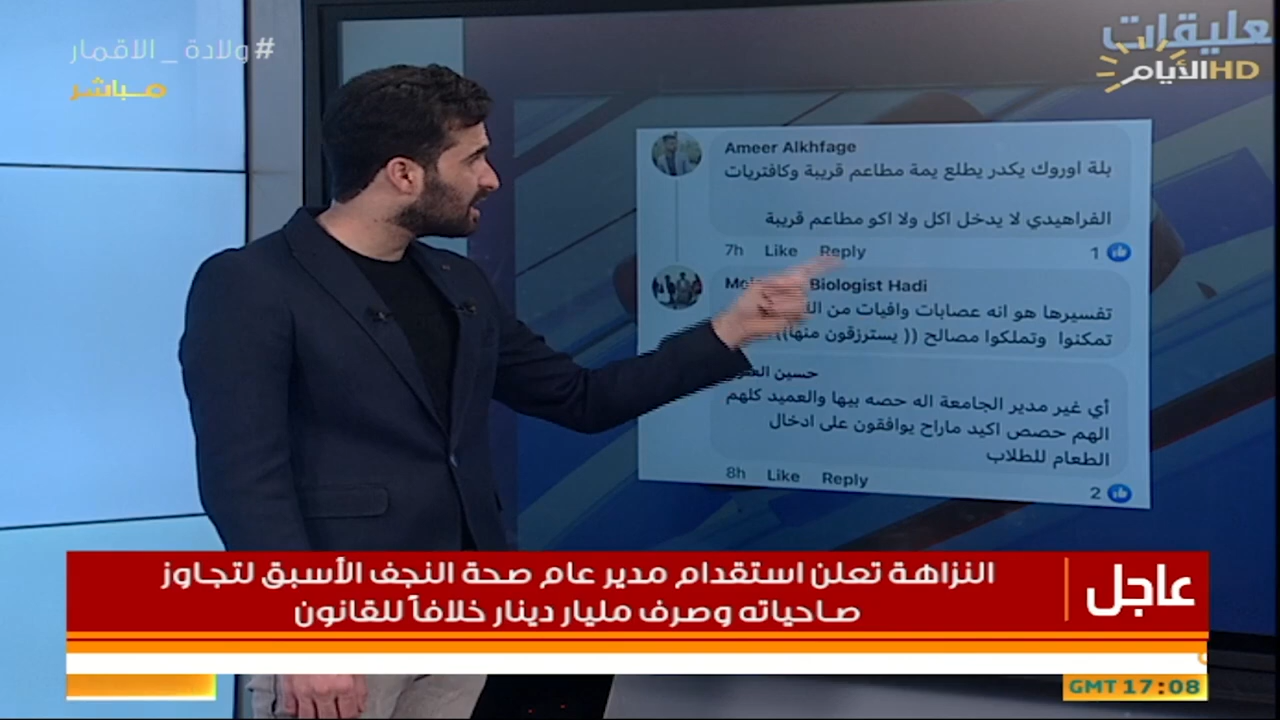 #ولادة_الاقمار
مباشر
الأيام HD
Ameer Alkhfage
بلة اوروك يكدر يطلع يمة مطاعم قريبة وكافتريات
الفراهيدي لا يدخل اكل ولا اكو مطاعم قريبة
7h Like Reply
1
Biologist Hadi
تفسيرها هو انه عصابات وافيات من
تمكنوا وتملكوا مصالح (( يسترزقون منها))
حسين
أي غير مدير الجامعة اله حصه بيها والعميد كلهم
الهم حصص اكيد ماراح يوافقون على ادخال
الطعام للطلاب
8h Like Reply
2
عاجل
النزاهة تعلن استقدام مدير عام صحة النجف الأسبق لتجاوز
صاحياته وصرف مليار دينار خلافاً للقانون
GMT 17:08